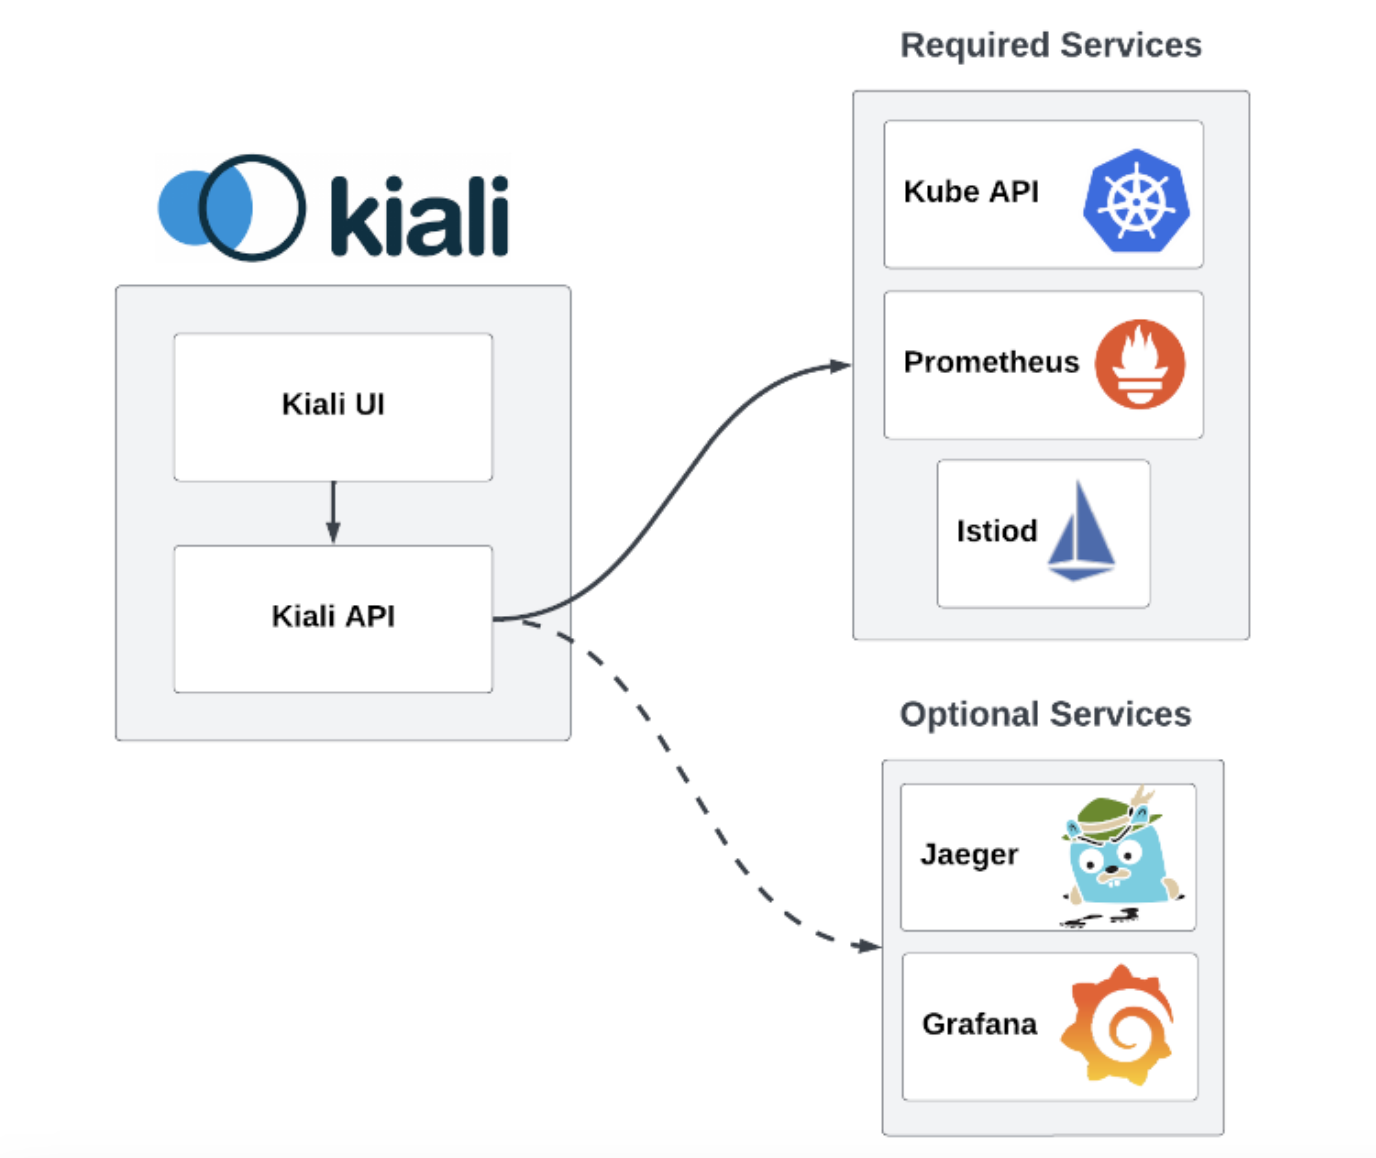 kiali
Kiali UI
Kiali API
Required Services
Kube API
Prometheus
Istiod
Optional Services
Jaeger
Grafana